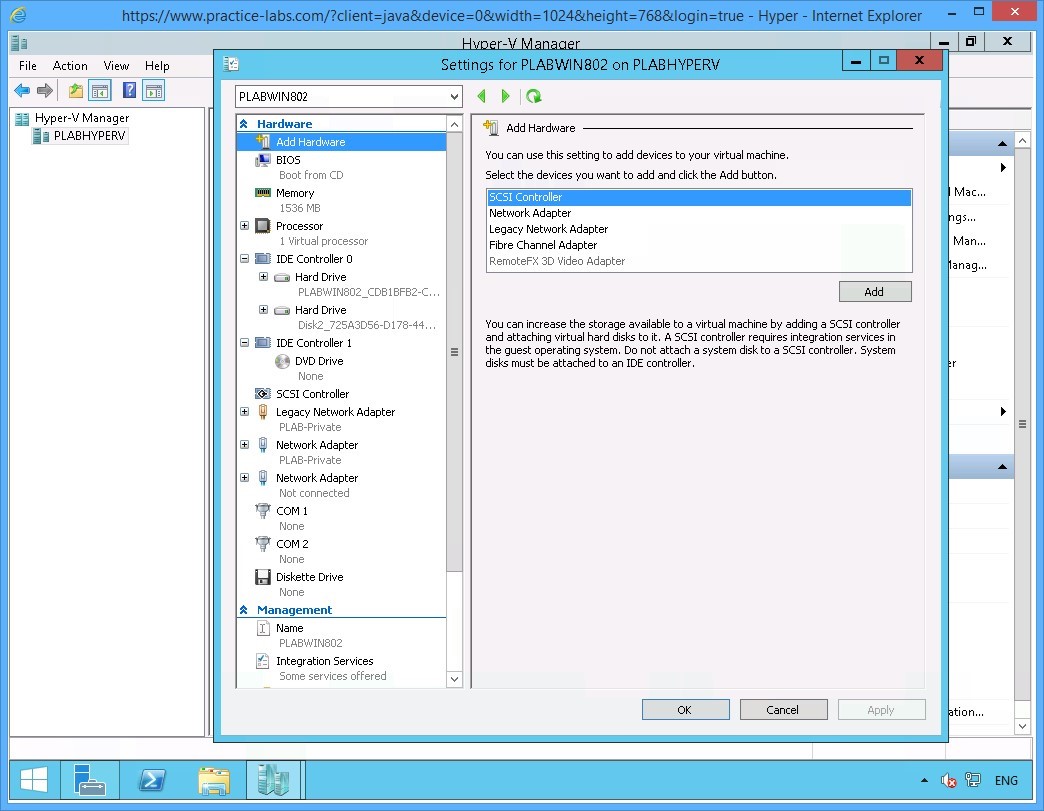 https://www.practice-labs.com/?client=java&device=0&width=1024&height=768&login=true - Hyper - Internet Explorer
Hyper-V Manager
File Action View Help
Hyper-V Manager
PLABHYPERV
Settings for PLABWIN802 on PLABHYPERV
PLABWIN802
Hardware
Add Hardware
BIOS
Boot from CD
Memory
1536 MB
Processor
1 Virtual processor
IDE Controller 0
Hard Drive
PLABWIN802_CDB1BFB2-C...
Hard Drive
Disk2_725A3D56-D178-44...
IDE Controller 1
DVD Drive
None
SCSI Controller
Legacy Network Adapter
PLAB-Private
Network Adapter
PLAB-Private
Network Adapter
Not connected
COM 1
None
COM 2
None
Diskette Drive
None
Management
Name
PLABWIN802
Integration Services
Some services offered
Add Hardware
You can use this setting to add devices to your virtual machine.
Select the devices you want to add and click the Add button.
SCSI Controller
Network Adapter
Legacy Network Adapter
Fibre Channel Adapter
RemoteFX 3D Video Adapter
Add
You can increase the storage available to a virtual machine by adding a SCSI controller
and attaching virtual hard disks to it. A SCSI controller requires integration services in
the guest operating system. Do not attach a system disk to a SCSI controller. System
disks must be attached to an IDE controller.
OK Cancel Apply
l Mac...
ngs...
Man...
anag...
er
ation...
ENG